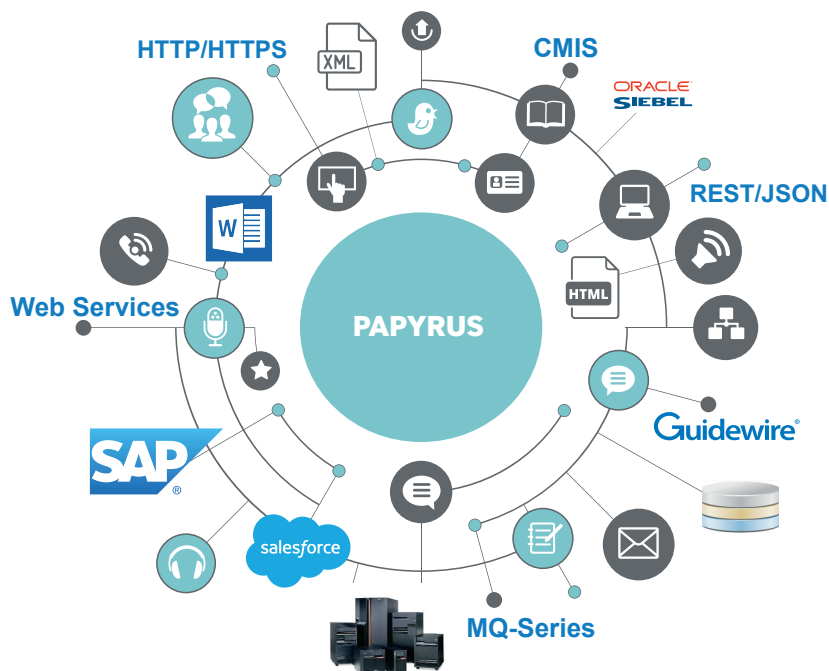 HTTP/HTTPS
XML
CMIS
ORACLE
SIEBEL
REST/JSON
W
HTML
Web Services
PAPYRUS
Guidewire®
SAP®
salesforce
MQ-Series